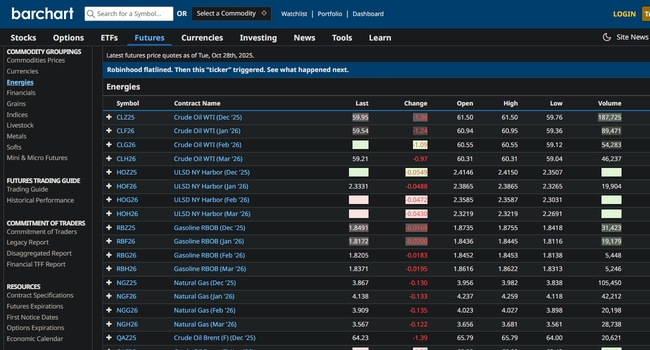 barchart
Search for a Symbol...
OR
Select a Commodity
Watchlist | Portfolio | Dashboard
LOGIN
Stocks Options ETFs Futures Currencies Investing News Tools Learn
Site News
COMMODITY GROUPINGS
Commodities Prices
Currencies
Energies
Financials
Grains
Indices
Livestock
Metals
Softs
Mini & Micro Futures
FUTURES TRADING GUIDE
Trading Guide
Historical Performance
COMMITMENT OF TRADERS
Commitment of Traders
Legacy Report
Disaggregated Report
Financial TFF Report
RESOURCES
Contract Specifications
Futures Expirations
First Notice Dates
Options Expirations
Economic Calendar
Latest futures price quotes as of Tue, Oct 28th, 2025.
Robinhood flatlined. Then this "ticker" triggered. See what happened next.
Energies
Symbol Contract Name Last Change Open High Low Volume
CLZ25 Crude Oil WTI (Dec '25) 59.95 -1.36 61.50 61.50 59.76 187,725
CLF26 Crude Oil WTI (Jan '26) 59.54 -1.24 60.94 60.95 59.36 89,471
CLG26 Crude Oil WTI (Feb '26) -1.09 60.55 60.55 59.12 54,283
CLH26 Crude Oil WTI (Mar '26) 59.21 -0.97 60.31 60.31 59.04 46,237
HOZ25 ULSD NY Harbor (Dec '25) -0.0549 2.4146 2.4150 2.3507
HOF26 ULSD NY Harbor (Jan '26) 2.3331 -0.0488 2.3865 2.3865 2.3265 19,904
HOG26 ULSD NY Harbor (Feb '26) -0.0472 2.3585 2.3587 2.3031
HOH26 ULSD NY Harbor (Mar '26) -0.0430 2.3219 2.3219 2.2691
RBZ25 Gasoline RBOB (Dec '25) 1.8491 1.8735 1.8755 1.8418 31,423
RBF26 Gasoline RBOB (Jan '26) 1.8172 -0.0200 1.8436 1.8445 1.8116 19,179
RBG26 Gasoline RBOB (Feb '26) 1.8205 -0.0183 1.8452 1.8453 1.8138 5,448
RBH26 Gasoline RBOB (Mar '26) 1.8371 -0.0195 1.8616 1.8622 1.8313 5,246
NGZ25 Natural Gas (Dec '25) 3.867 -0.130 3.956 3.982 3.838 105,450
NGF26 Natural Gas (Jan '26) 4.138 -0.133 4.237 4.259 4.118 42,212
NGG26 Natural Gas (Feb '26) 3.909 -0.135 4.023 4.027 3.898 20,198
NGH26 Natural Gas (Mar '26) 3.567 -0.122 3.656 3.681 3.561 28,738
QAZ25 Crude Oil Brent (F) (Dec '25) 64.23 -1.39 65.79 65.79 64.00 20,621